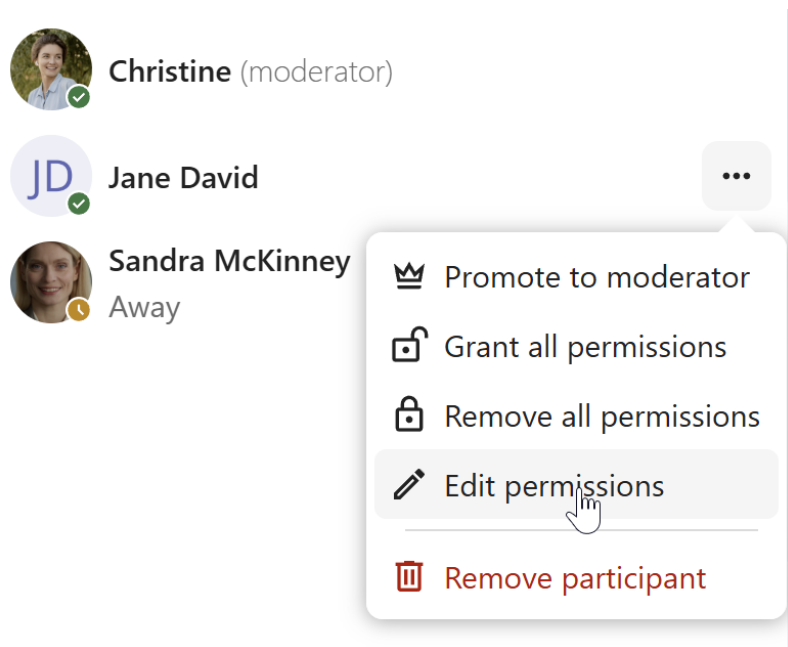 Christine (moderator)
JD
Jane David
Sandra McKinney
Away
Promote to moderator
Grant all permissions
Remove all permissions
Edit permissions
Remove participant